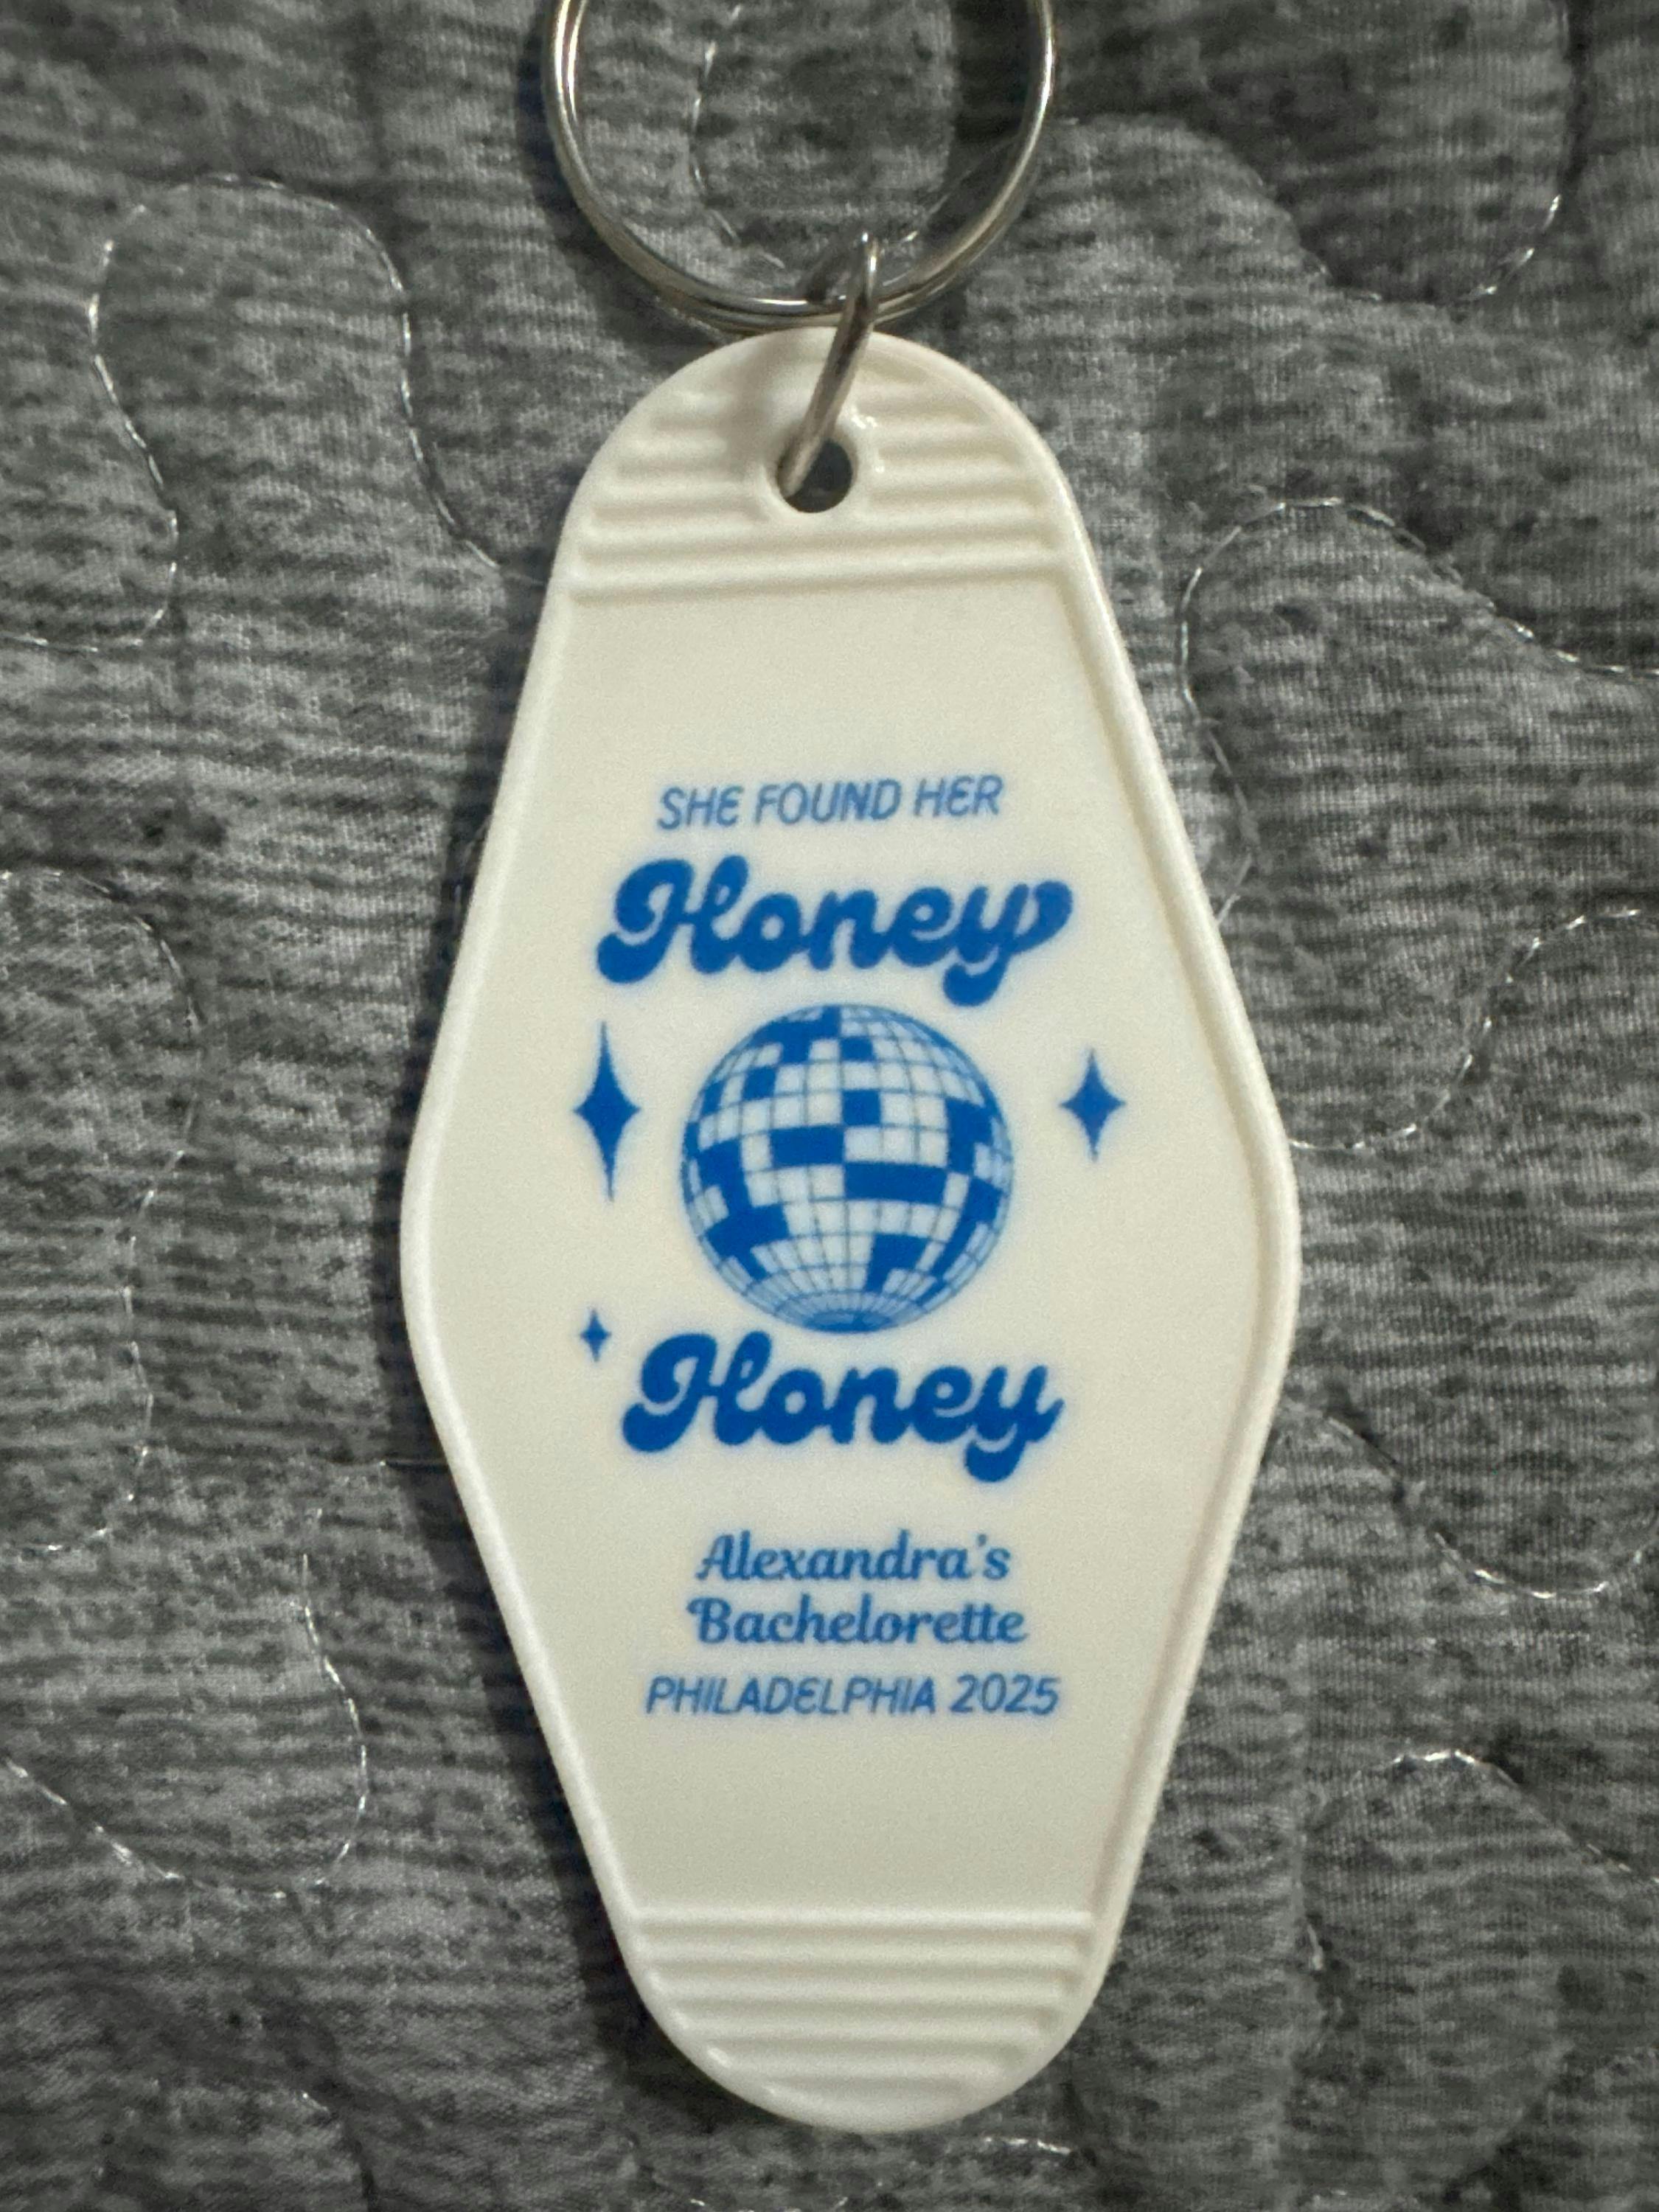 SHE FOUND HER
Honey
Honey
Alexandra's
Bachelorette
PHILADELPHIA 2025